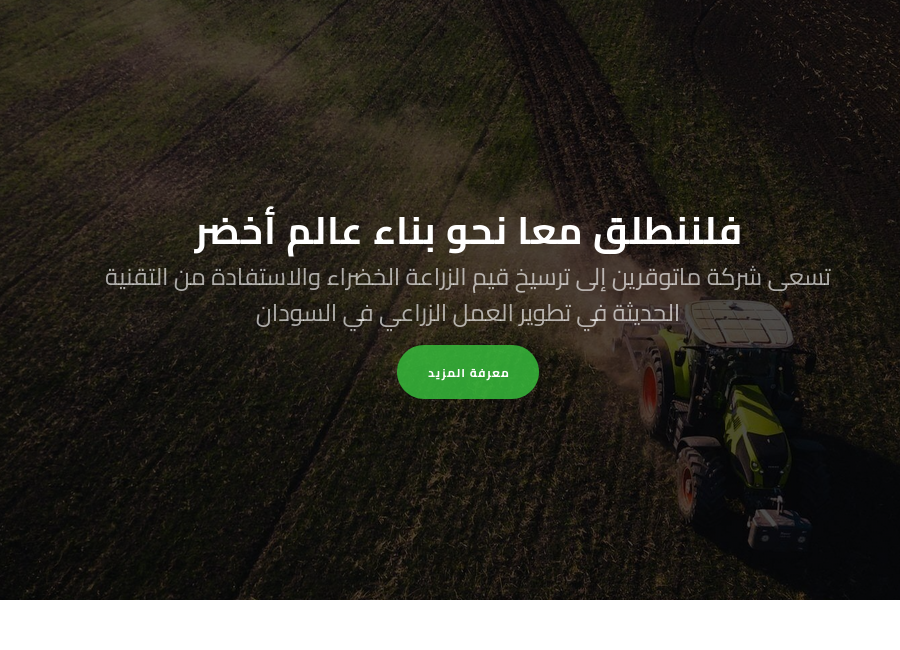 فلننطلق معا نحو بناء عالم أخضر
تسعى شركة ماتوقرين إلى ترسيخ قيم الزراعة الخضراء والاستفادة من التقنية
الحديثة في تطوير العمل الزراعي في السودان
معرفة المزيد